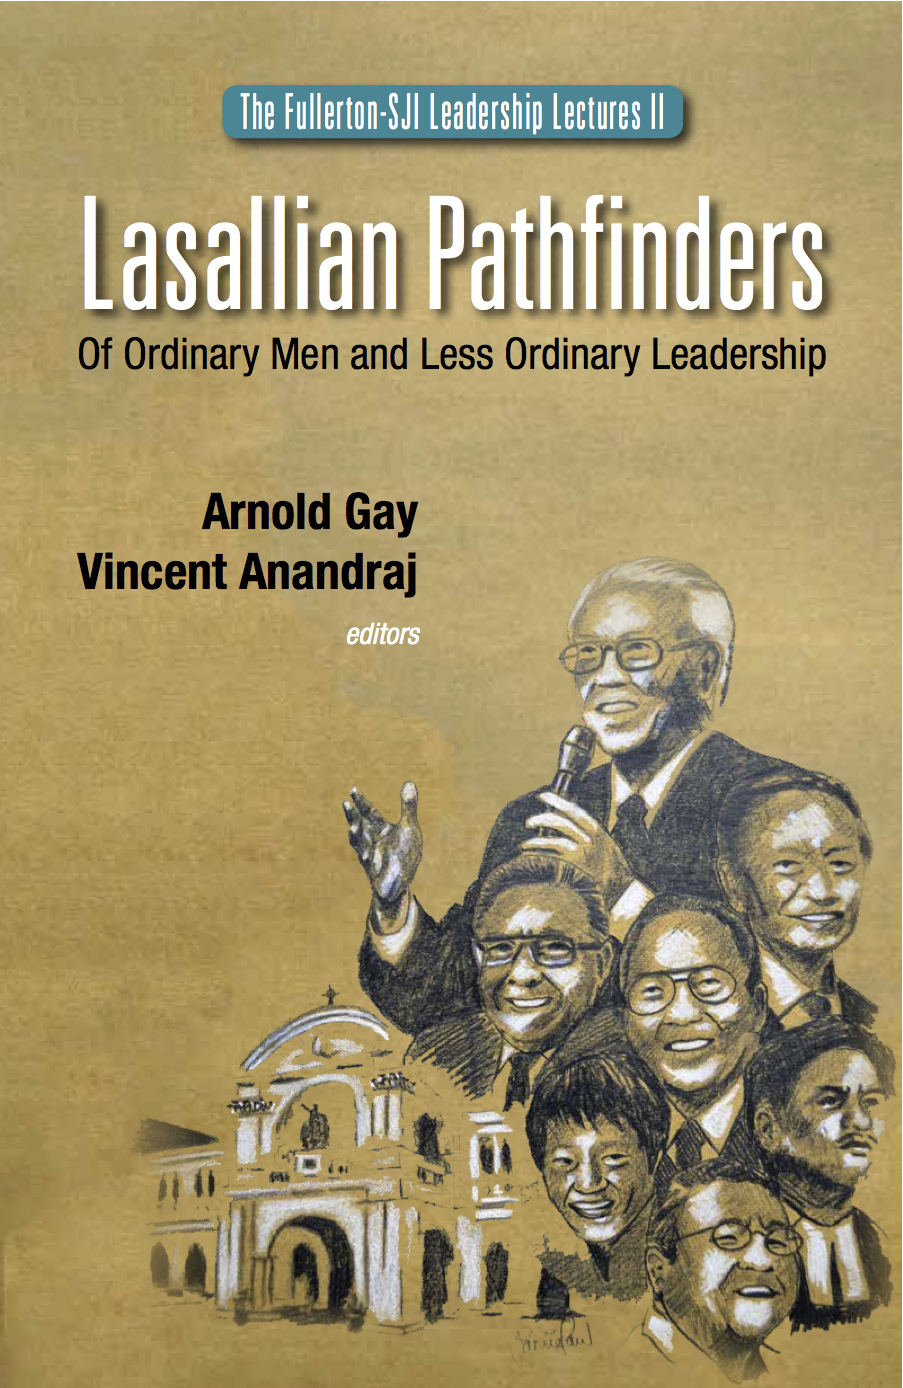 The Fullerton-SJI Leadership Lectures II
Lasallian Pathfinders
Of Ordinary Men and Less Ordinary Leadership
Arnold Gay
Vincent Anandraj
editors